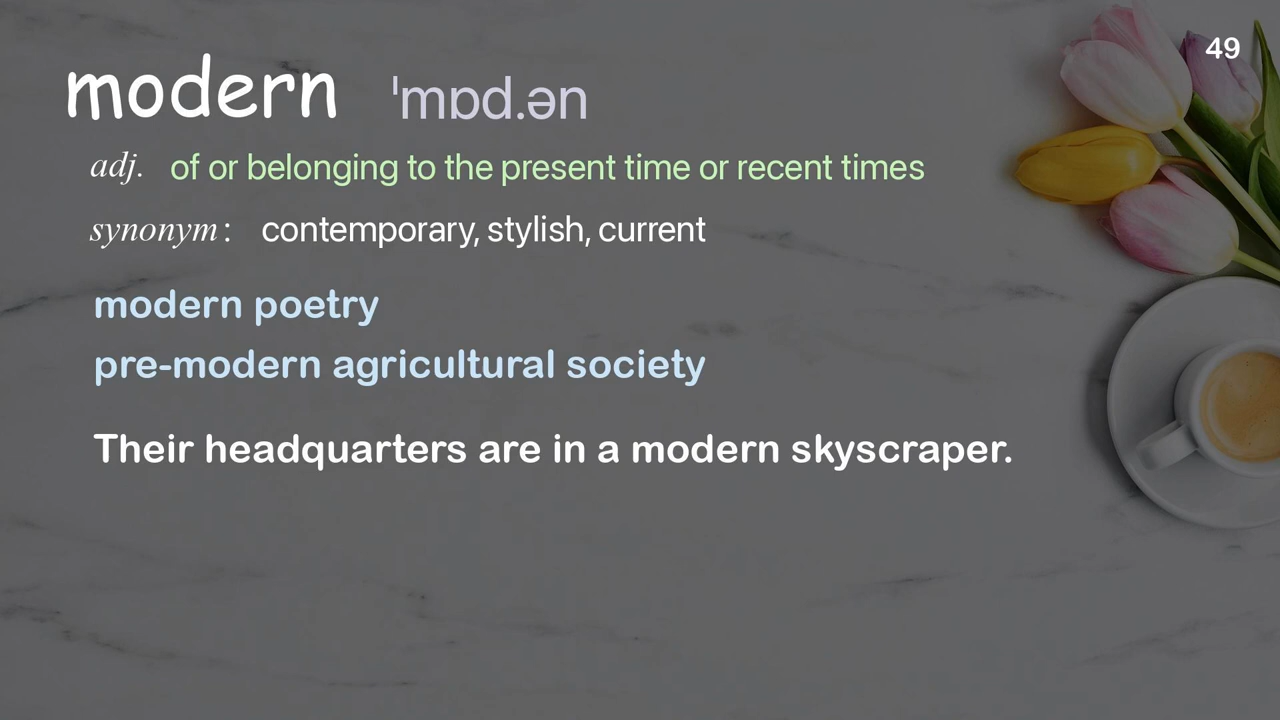 49
modern ˈmɒd.ən
adj. of or belonging to the present time or recent times
synonym: contemporary, stylish, current
modern poetry
pre-modern agricultural society
Their headquarters are in a modern skyscraper.